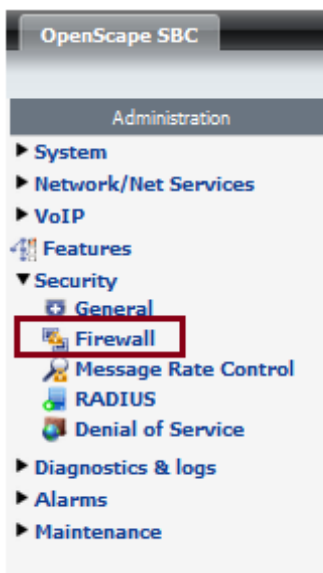 OpenScape SBC
Administration
System
Network/Net Services
VoIP
Features
Security
General
Firewall
Message Rate Control
RADIUS
Denial of Service
Diagnostics & logs
Alarms
Maintenance